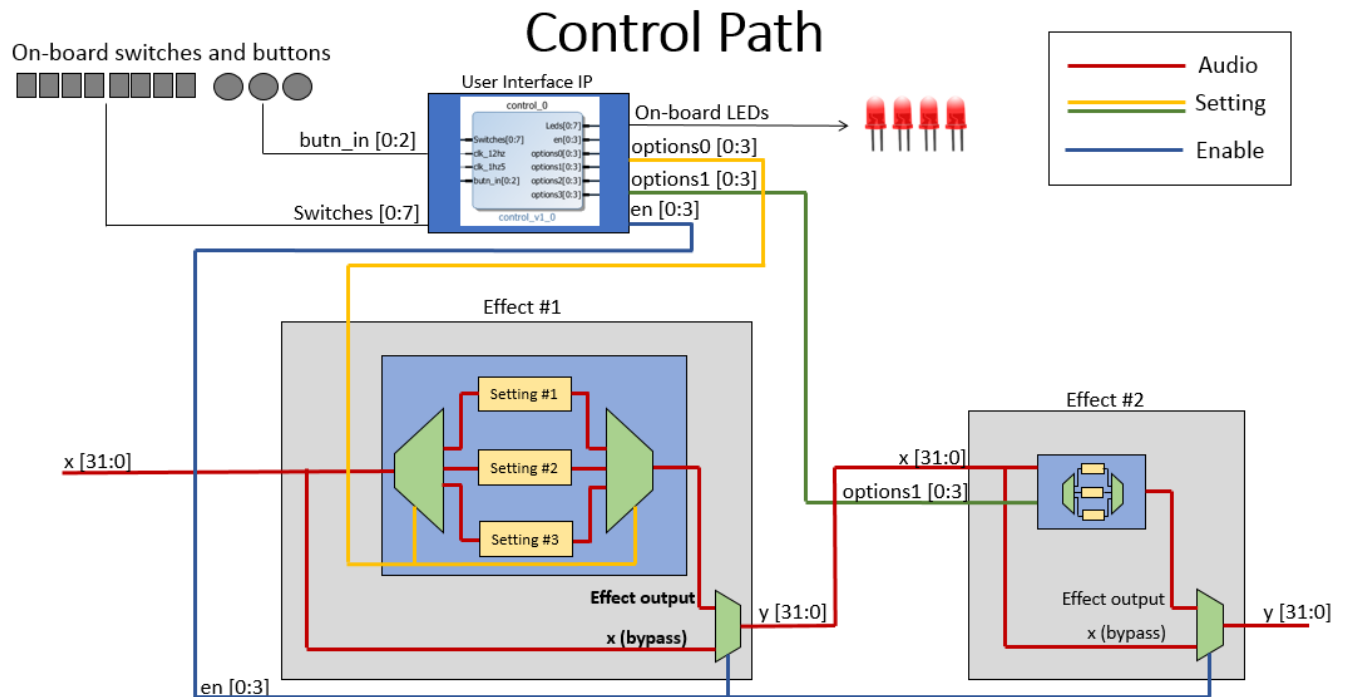 Control Path
On-board switches and buttons
Audio
Setting
Enable
User Interface IP
control_0
Leds[0:7]
Switches[0:7]
en[0:3]
clk_12hz
options0[0:3]
clk_1hz5
options1[0:3]
butn_in[0:2]
options2[0:3]
options3[0:3]
control_v1_0
butn_in [0:2]
Switches [0:7]
On-board LEDs
options0 [0:3]
options1 [0:3]
en [0:3]
Effect #1
Setting #1
Setting #2
Setting #3
x [31:0]
Effect output
x (bypass)
y [31:0]
en [0:3]
Effect #2
x [31:0]
options1 [0:3]
Effect output
x (bypass)
y [31:0]